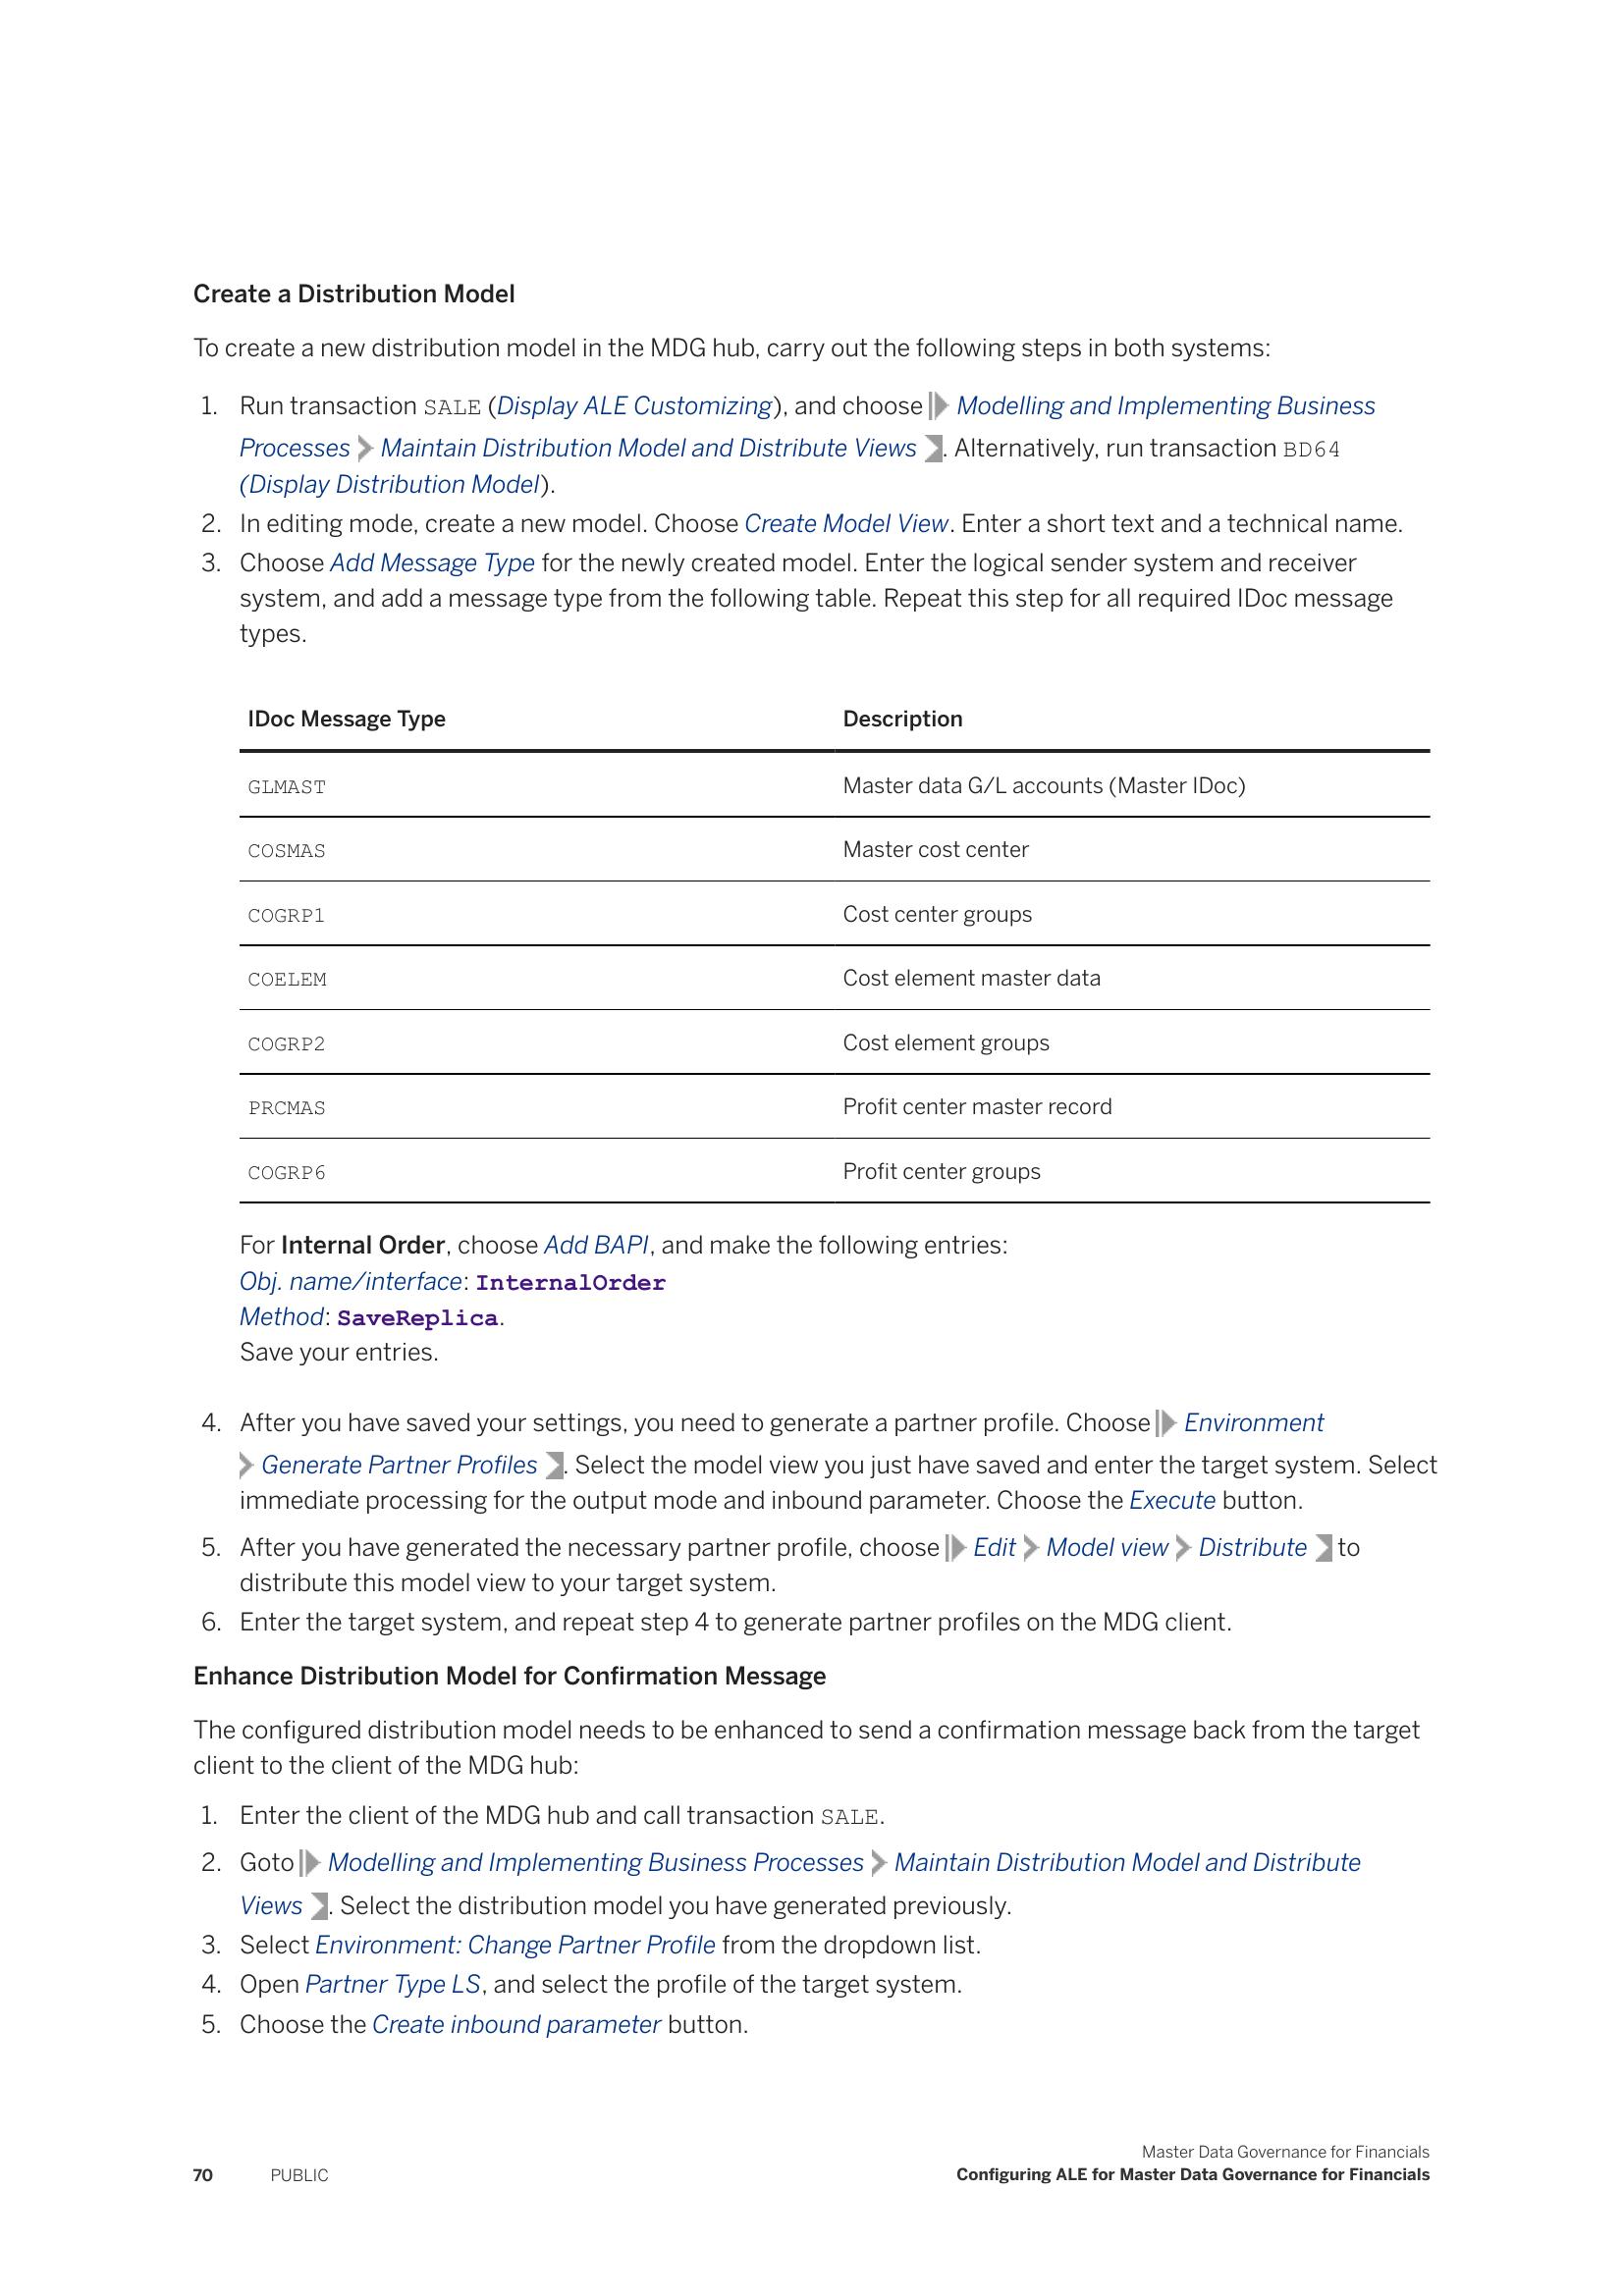 Create a Distribution Model
To create a new distribution model in the MDG hub, carry out the following steps in both systems:
1. Run transaction SALE (Display ALE Customizing), and choose Modelling and Implementing Business
Processes Maintain Distribution Model and Distribute Views . Alternatively, run transaction BD64
(Display Distribution Model).
2. In editing mode, create a new model. Choose Create Model View. Enter a short text and a technical name.
3. Choose Add Message Type for the newly created model. Enter the logical sender system and receiver
system, and add a message type from the following table. Repeat this step for all required IDoc message
types.
IDoc Message Type Description
GLMAST Master data G/L accounts (Master IDoc)
COSMAS Master cost center
COGRP1 Cost center groups
COELEM Cost element master data
COGRP2 Cost element groups
PRCMAS Profit center master record
COGRP6 Profit center groups
For Internal Order, choose Add BAPI, and make the following entries:
Obj. name/interface: InternalOrder
Method: SaveReplica.
Save your entries.
4. After you have saved your settings, you need to generate a partner profile. Choose Environment
Generate Partner Profiles . Select the model view you just have saved and enter the target system. Select
immediate processing for the output mode and inbound parameter. Choose the Execute button.
5. After you have generated the necessary partner profile, choose Edit Model view Distribute to
distribute this model view to your target system.
6. Enter the target system, and repeat step 4 to generate partner profiles on the MDG client.
Enhance Distribution Model for Confirmation Message
The configured distribution model needs to be enhanced to send a confirmation message back from the target
client to the client of the MDG hub:
1. Enter the client of the MDG hub and call transaction SALE.
2. Goto Modelling and Implementing Business Processes Maintain Distribution Model and Distribute
Views . Select the distribution model you have generated previously.
3. Select Environment: Change Partner Profile from the dropdown list.
4. Open Partner Type LS, and select the profile of the target system.
5. Choose the Create inbound parameter button.
Master Data Governance for Financials
70 PUBLIC Configuring ALE for Master Data Governance for Financials